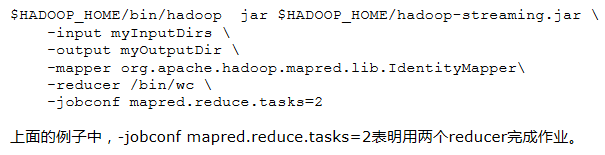 $HADOOP_HOME/bin/hadoop  jar $HADOOP_HOME/hadoop-streaming.jar \
    -input myInputDirs \
    -output myOutputDir \
    -mapper org.apache.hadoop.mapred.lib.IdentityMapper\
    -reducer /bin/wc \
    -jobconf mapred.reduce.tasks=2
上面的例子中，-jobconf mapred.reduce.tasks=2表明用两个reducer完成作业。